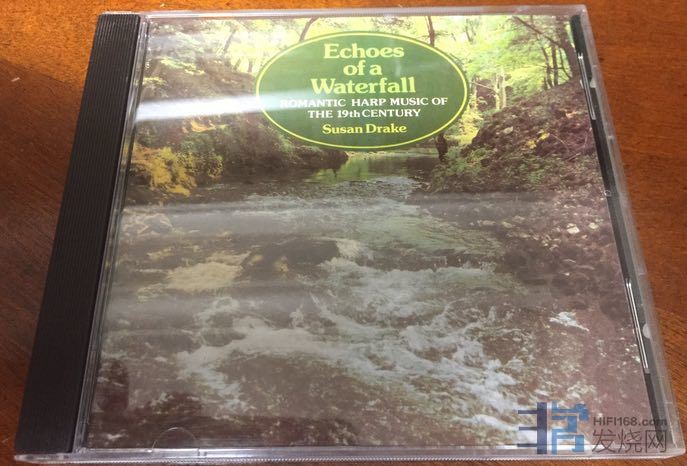 Echoes
of a
Waterfall
ROMANTIC HARP MUSIC OF
THE 19th CENTURY
Susan Drake
HIFI168.com
发烧网